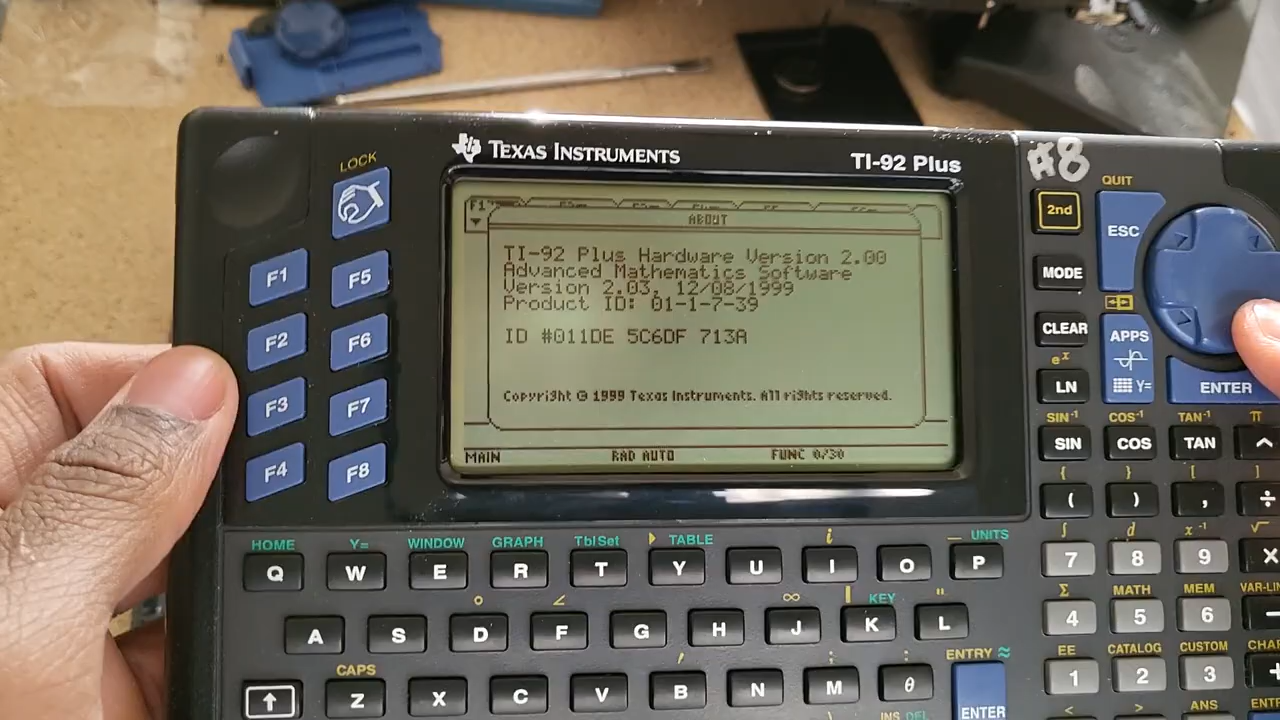 TEXAS INSTRUMENTS
TI-92 Plus
#8
LOCK
F1
F5
F2
F6
F3
F7
F4
F8
F1
ABOUT
TI-92 Plus Hardware Version 2.00
Advanced Mathematics Software
Version 2.03, 12/08/1999
Product ID: 01-1-7-39
ID #011DE 5C6DF 713A
Copyright © 1999 Texas Instruments. All rights reserved.
MAIN RAD AUTO FUNC 0/30
QUIT
2nd ESC
MODE
CLEAR APPS
Y=
e^x
LN ENTER
SIN⁻¹ COS⁻¹ TAN⁻¹ π
SIN COS TAN ^
{ } [ ]
( ) , ÷
∫ d x⁻¹ √
7 8 9 ×
Σ MATH MEM
4 5 6 −
EE CATALOG CUSTOM
1 2 3 +
< > ANS
HOME Y= WINDOW GRAPH TblSet TABLE i UNITS
Q W E R T Y U I O P
° ∠ ∞ | KEY "
A S D F G H J K L
CAPS ' ; : ENTRY ≈
Z X C V B N M θ ENTER
INS DEL